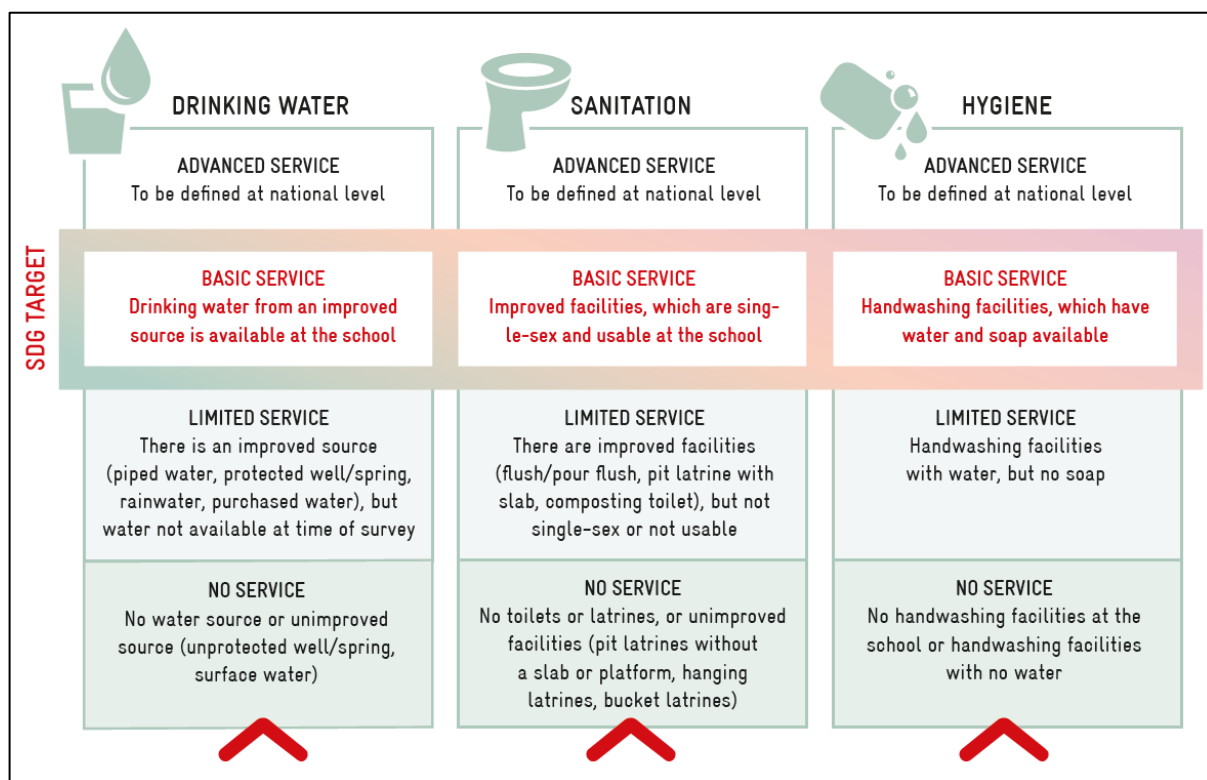 DRINKING WATER
ADVANCED SERVICE
To be defined at national level
BASIC SERVICE
Drinking water from an improved
source is available at the school
LIMITED SERVICE
There is an improved source
(piped water, protected well/spring,
rainwater, purchased water), but
water not available at time of survey
NO SERVICE
No water source or unimproved
source (unprotected well/spring,
surface water)
SANITATION
ADVANCED SERVICE
To be defined at national level
BASIC SERVICE
Improved facilities, which are sing-
le-sex and usable at the school
LIMITED SERVICE
There are improved facilities
(flush/pour flush, pit latrine with
slab, composting toilet), but not
single-sex or not usable
NO SERVICE
No toilets or latrines, or unimproved
facilities (pit latrines without
a slab or platform, hanging
latrines, bucket latrines)
HYGIENE
ADVANCED SERVICE
To be defined at national level
BASIC SERVICE
Handwashing facilities, which have
water and soap available
LIMITED SERVICE
Handwashing facilities
with water, but no soap
NO SERVICE
No handwashing facilities at the
school or handwashing facilities
with no water
SDG TARGET